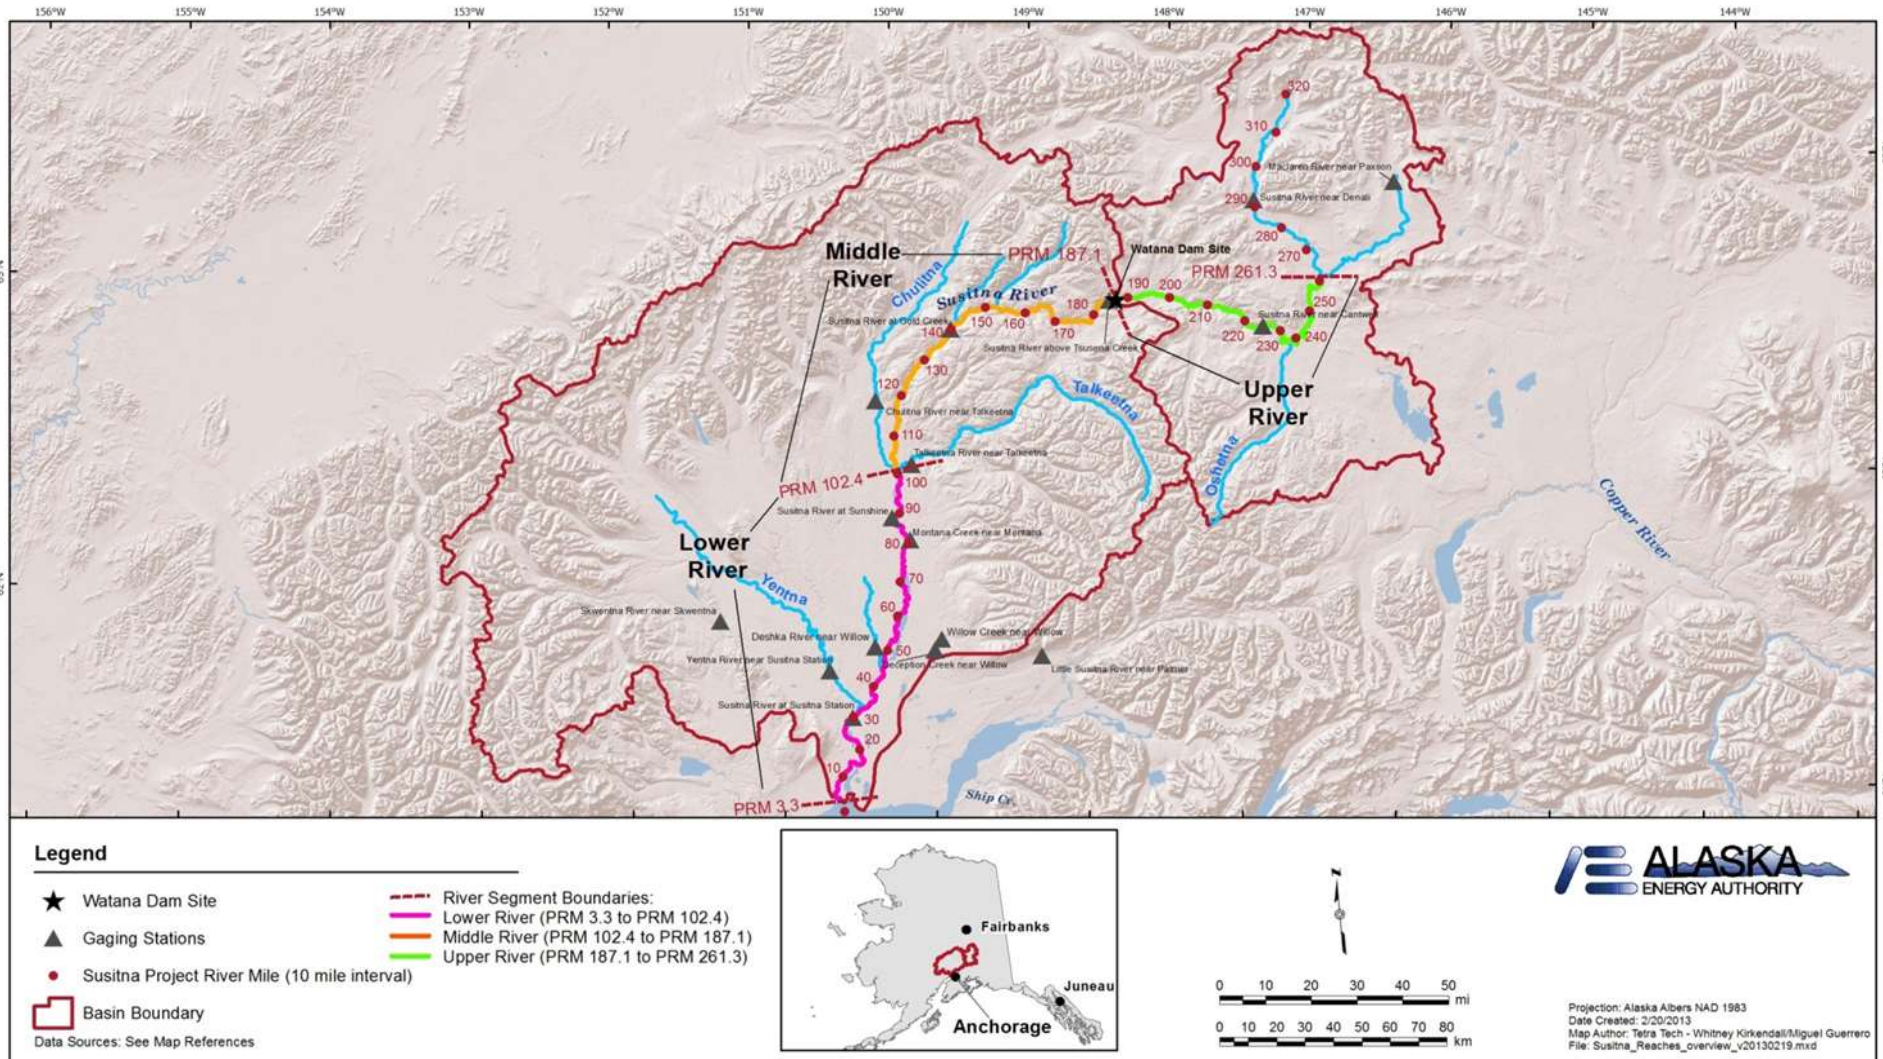 156°W 155°W 154°W 153°W 152°W 151°W 150°W 149°W 148°W 147°W 146°W 145°W 144°W
320
310
300
Maclaren River near Paxson
290
Susitna River near Denali
280
270
Middle
River
PRM 187.1
Watana Dam Site
PRM 261.3
Chulitna
Susitna River
190
200
180
210
250
Susitna River near Cantwell
Susitna River at Gold Creek
140
150
160
170
220
230
240
Susitna River above Tsusena Creek
130
120
Talkeetna
Upper
River
Chulitna River near Talkeetna
110
Talkeetna River near Talkeetna
Oshetna
PRM 102.4
100
Copper River
Susitna River at Sunshine
90
Montana Creek near Montana
80
Lower
River
70
Yentna
60
Skwentna River near Skwentna
Deshka River near Willow
Willow Creek near Willow
50
Yentna River near Susitna Station
Deception Creek near Willow
Little Susitna River near Palmer
40
Susitna River at Susitna Station
30
20
10
PRM 3.3
Ship Cr.
Legend
Watana Dam Site
Gaging Stations
Susitna Project River Mile (10 mile interval)
Basin Boundary
Data Sources: See Map References
River Segment Boundaries:
Lower River (PRM 3.3 to PRM 102.4)
Middle River (PRM 102.4 to PRM 187.1)
Upper River (PRM 187.1 to PRM 261.3)
Fairbanks
Juneau
Anchorage
N
0 10 20 30 40 50
mi
0 10 20 30 40 50 60 70 80
km
ALASKA
ENERGY AUTHORITY
Projection: Alaska Albers NAD 1983
Date Created: 2/20/2013
Map Author: Tetra Tech - Whitney Kirkendall/Miguel Guerrero
File: Susitna_Reaches_overview_v20130219.mxd